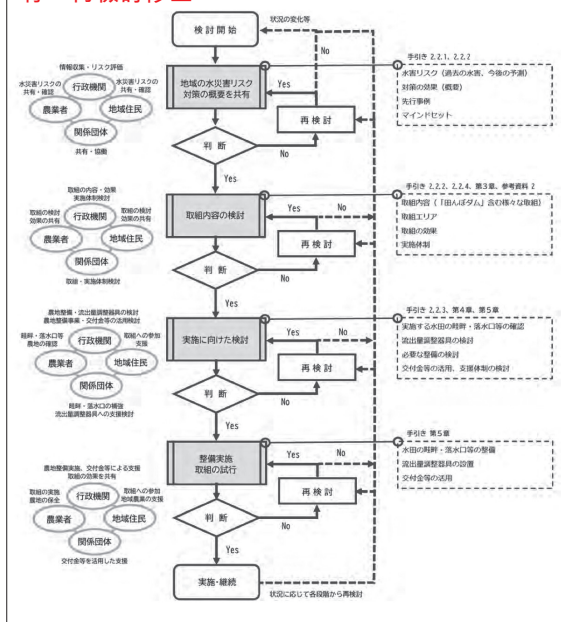 検討開始
状況の変化等
No
情報収集・リスク評価
水災害リスクの
共有・確認
行政機関
水災害リスクの
共有・確認
農業者
地域住民
関係団体
共有・協働
地域の水災害リスク
対策の概要を共有
Yes
再検討
判断
No
Yes
手引き 2.2.1、2.2.2
水害リスク（過去の水害、今後の予測）
対策の効果（概要）
先行事例
マインドセット
取組の内容・効果
実施体制検討
取組の検討
効果の共有
行政機関
取組の検討
効果の共有
農業者
地域住民
関係団体
取組・実施体制検討
取組内容の検討
Yes
No
再検討
判断
No
Yes
手引き 2.2.2、2.2.4、第3章、参考資料 2
取組内容（「田んぼダム」含む様々な取組）
取組エリア
取組の効果
実施体制
農地整備・流出量調整器具の検討
農地整備事業・交付金等の活用検討
畦畔・落水口等
農地の確認
行政機関
取組への参加
支援
農業者
地域住民
関係団体
畦畔・落水口の補強
流出量調整器具への支援検討
実施に向けた検討
Yes
No
再検討
判断
No
Yes
手引き 2.2.3、第4章、第5章
実施する水田の畦畔・落水口等の確認
流出量調整器具の検討
必要な整備の検討
交付金等の活用、支援体制の検討
農地整備実施、交付金等による支援
取組の効果を共有
取組の実施
農地の保全
行政機関
取組への参加
地域農業の支援
農業者
地域住民
関係団体
交付金等を活用した支援
整備実施
取組の試行
Yes
No
再検討
判断
No
Yes
手引き 第5章
水田の畦畔・落水口等の整備
流出量調整器具の設置
交付金等の活用
実施・継続
状況に応じて各段階から再検討